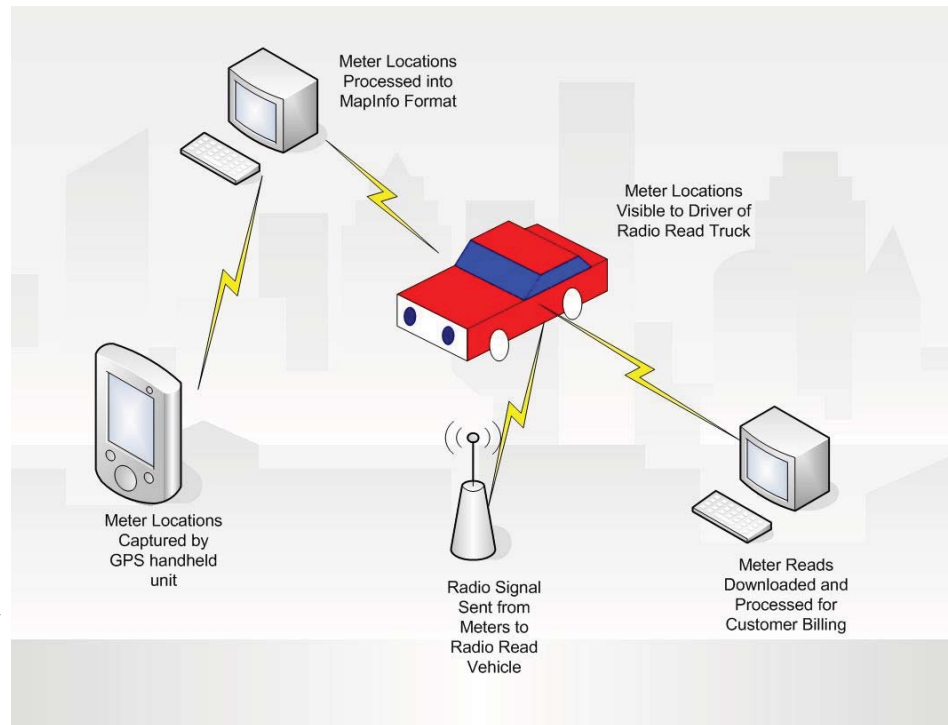 Meter Locations
Processed into
MapInfo Format
Meter Locations
Visible to Driver of
Radio Read Truck
Meter Locations
Captured by
GPS handheld
unit
Radio Signal
Sent from
Meters to
Radio Read
Vehicle
Meter Reads
Downloaded and
Processed for
Customer Billing